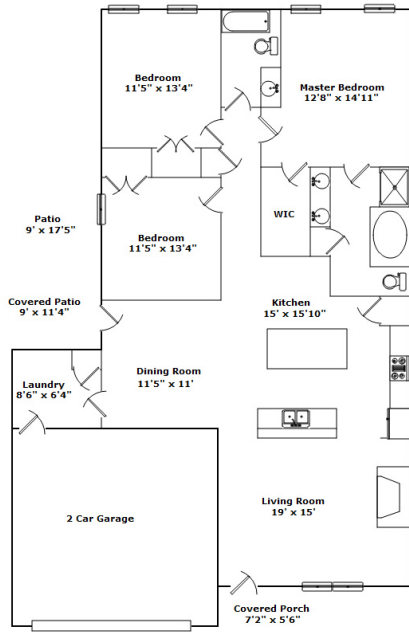 Bedroom
11'5" x 13'4"
Master Bedroom
12'8" x 14'11"
WIC
Patio
9' x 17'5"
Bedroom
11'5" x 13'4"
Covered Patio
9' x 11'4"
Kitchen
15' x 15'10"
Dining Room
11'5" x 11'
Laundry
8'6" x 6'4"
Living Room
19' x 15'
2 Car Garage
Covered Porch
7'2" x 5'6"